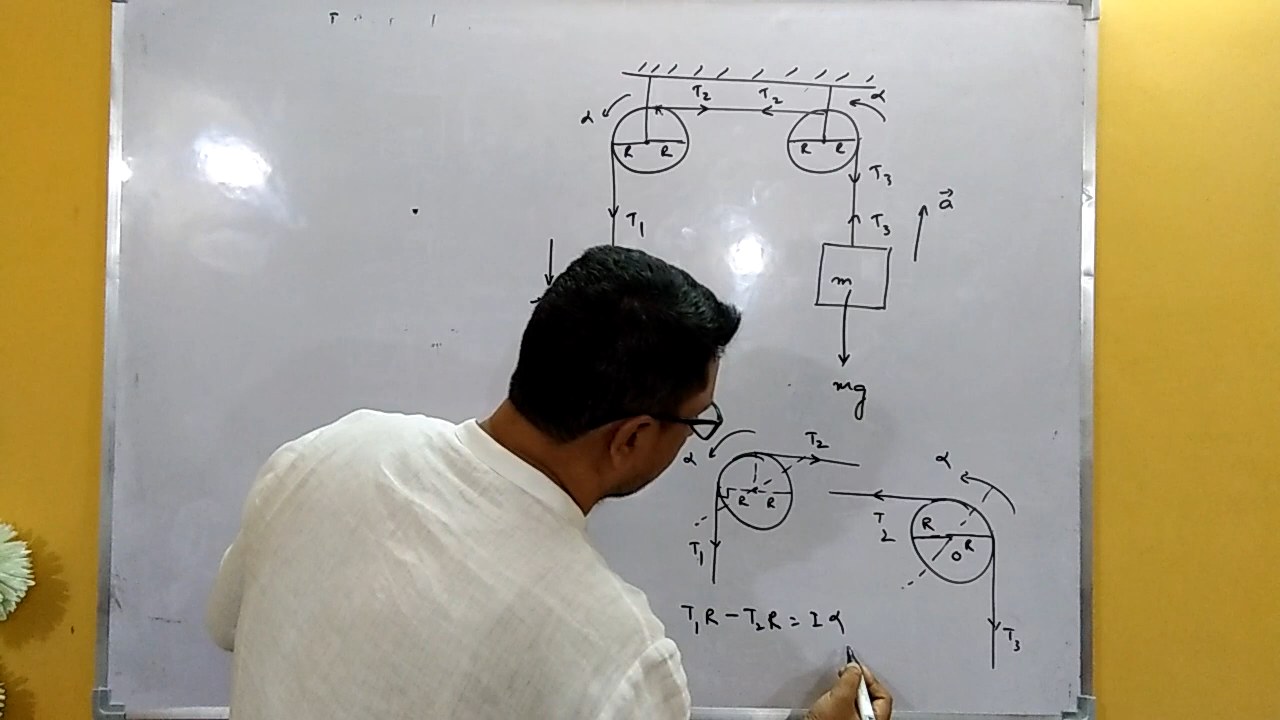 T₂ T₂
α α
R R R R
T₃
T₁ T₃ a⃗
m
mg
α T₂ α
R R T₂ R R
O
T₁
T₁R - T₂R = Iα
T₃